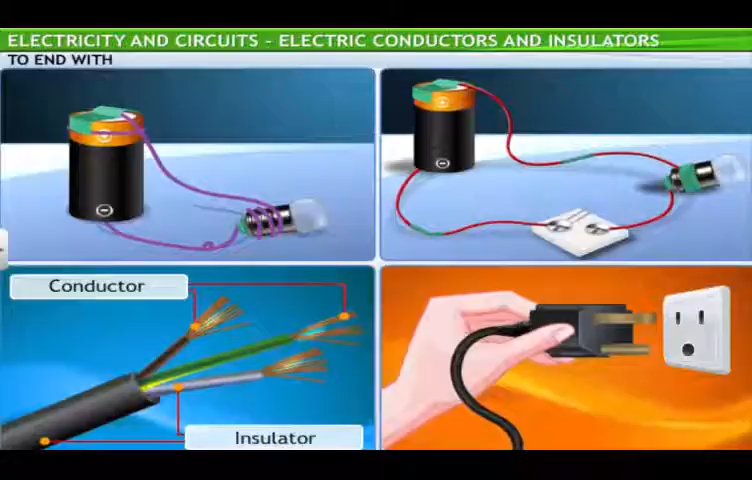 ELECTRICITY AND CIRCUITS - ELECTRIC CONDUCTORS AND INSULATORS
TO END WITH
Conductor
Insulator